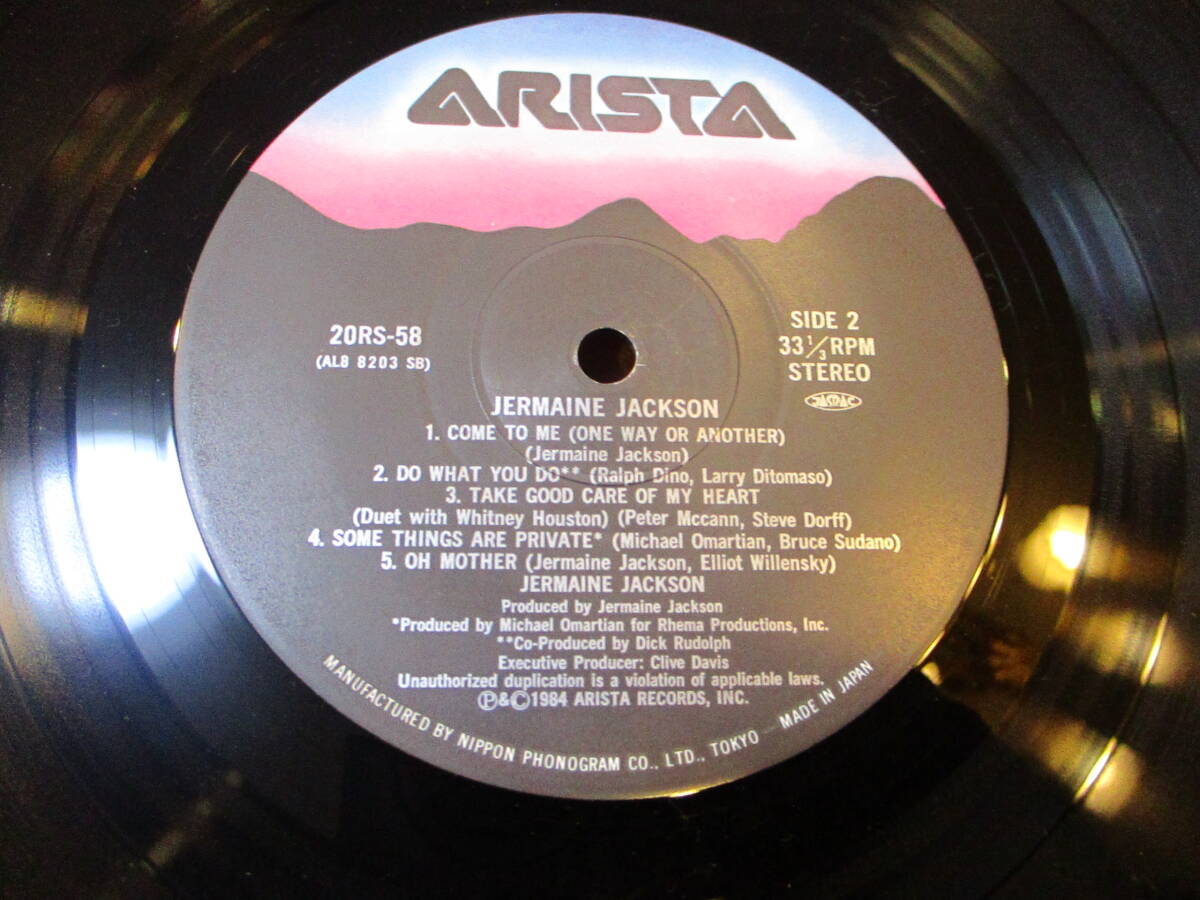 ARISTA
20RS-58
(AL8 8203 SB)
SIDE 2
33 1/3 RPM
STEREO
JASRAC
JERMAINE JACKSON
1. COME TO ME (ONE WAY OR ANOTHER)
(Jermaine Jackson)
2. DO WHAT YOU DO** (Ralph Dino, Larry Ditomaso)
3. TAKE GOOD CARE OF MY HEART
(Duet with Whitney Houston) (Peter Mccann, Steve Dorff)
4. SOME THINGS ARE PRIVATE* (Michael Omartian, Bruce Sudano)
5. OH MOTHER (Jermaine Jackson, Elliot Willensky)
JERMAINE JACKSON
Produced by Jermaine Jackson
*Produced by Michael Omartian for Rhema Productions, Inc.
**Co-Produced by Dick Rudolph
Executive Producer: Clive Davis
Unauthorized duplication is a violation of applicable laws.
Ⓟ&©1984 ARISTA RECORDS, INC.
MANUFACTURED BY NIPPON PHONOGRAM CO., LTD., TOKYO MADE IN JAPAN